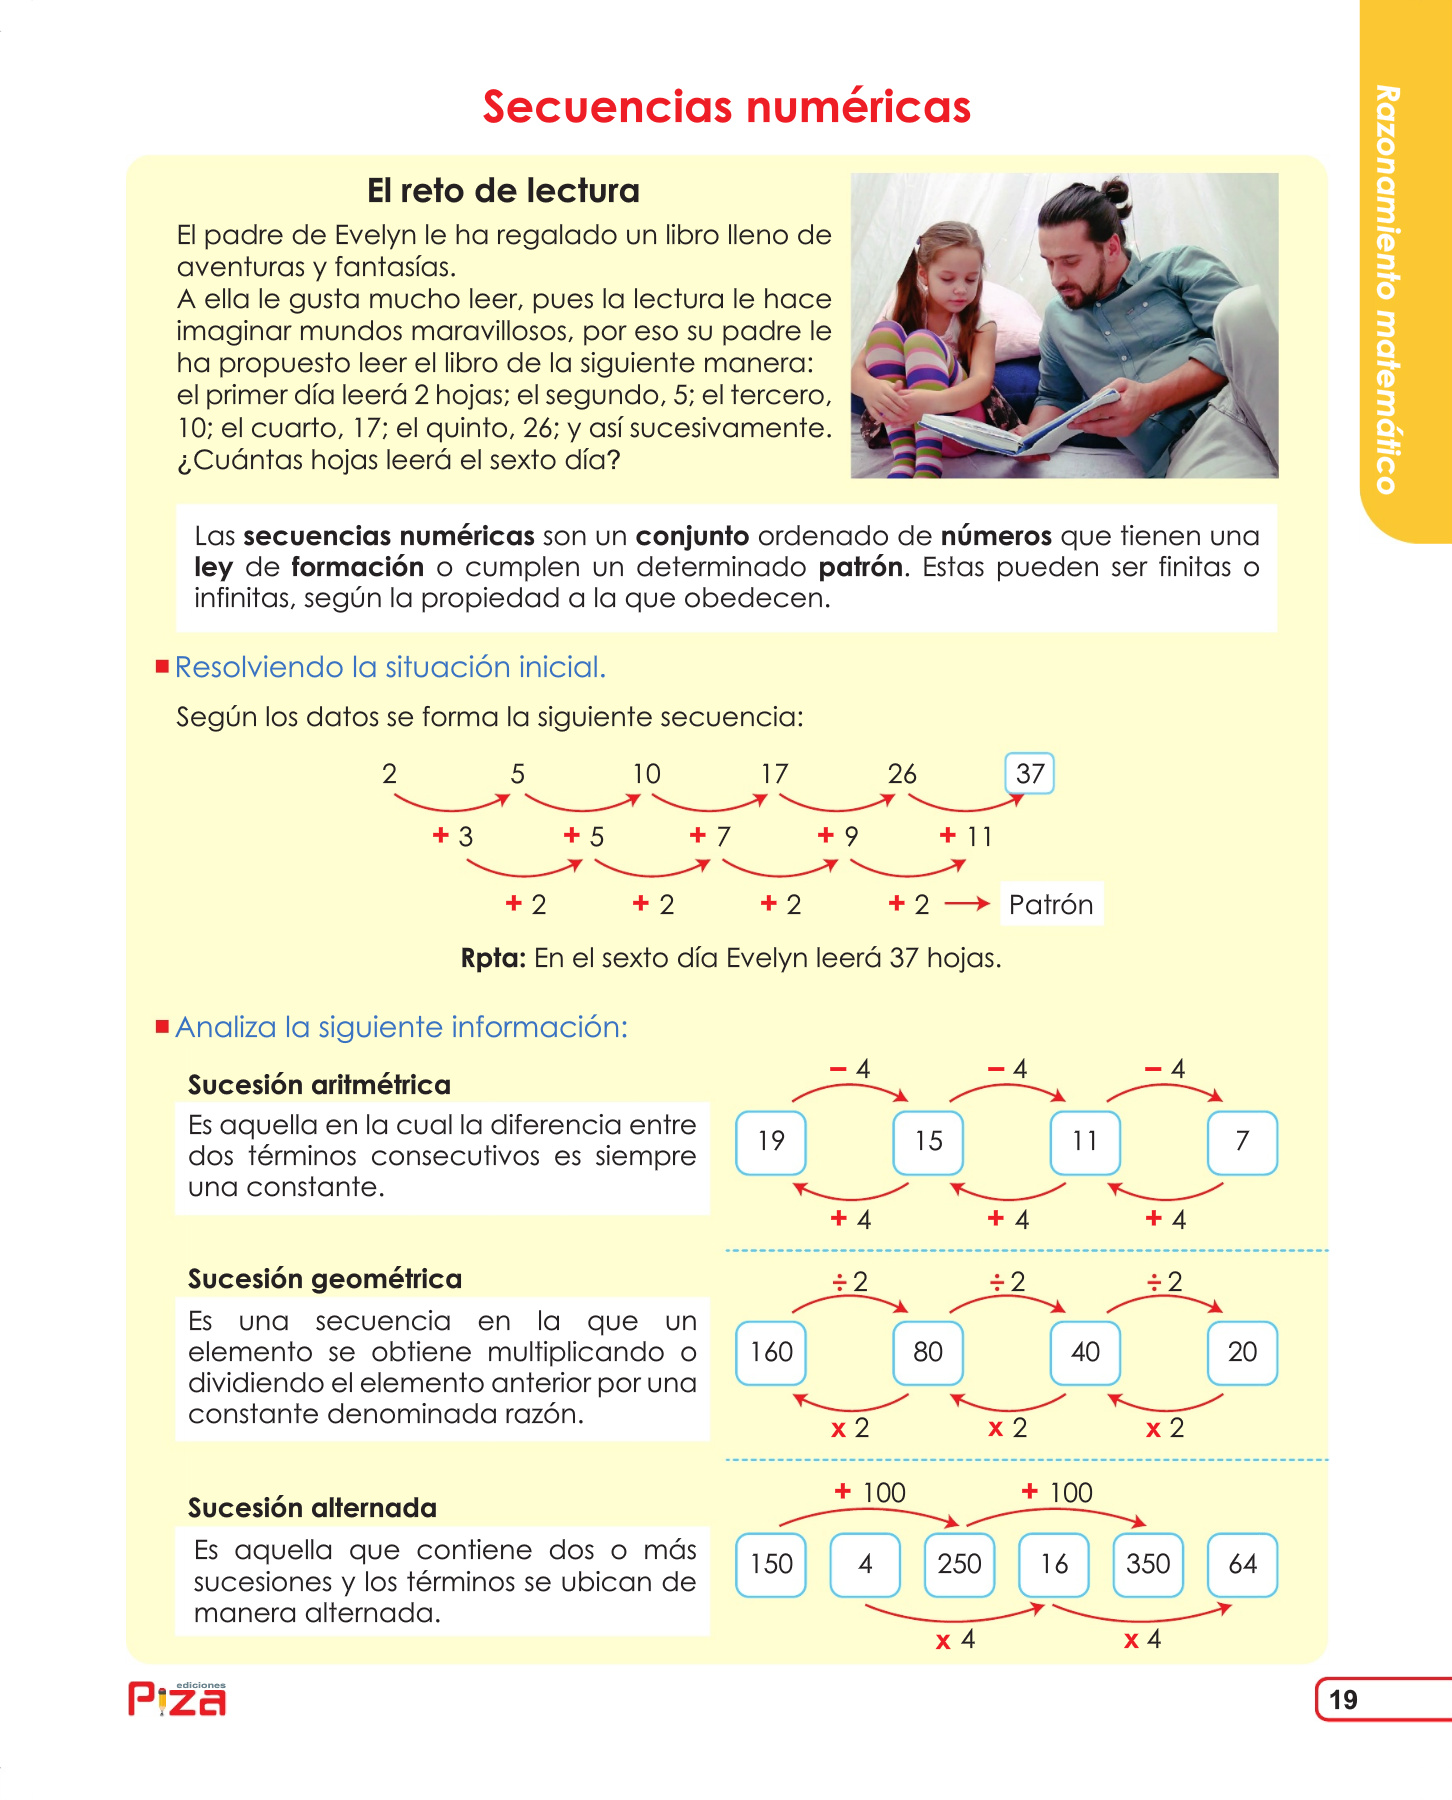 Secuencias numéricas
Razonamiento matemático
El reto de lectura
El padre de Evelyn le ha regalado un libro lleno de
aventuras y fantasías.
A ella le gusta mucho leer, pues la lectura le hace
imaginar mundos maravillosos, por eso su padre le
ha propuesto leer el libro de la siguiente manera:
el primer día leerá 2 hojas; el segundo, 5; el tercero,
10; el cuarto, 17; el quinto, 26; y así sucesivamente.
¿Cuántas hojas leerá el sexto día?
Las secuencias numéricas son un conjunto ordenado de números que tienen una
ley de formación o cumplen un determinado patrón. Estas pueden ser finitas o
infinitas, según la propiedad a la que obedecen.
Resolviendo la situación inicial.
Según los datos se forma la siguiente secuencia:
2 5 10 17 26 37
+ 3 + 5 + 7 + 9 + 11
+ 2 + 2 + 2 + 2 Patrón
Rpta: En el sexto día Evelyn leerá 37 hojas.
Analiza la siguiente información:
Sucesión aritmétrica
Es aquella en la cual la diferencia entre
dos términos consecutivos es siempre
una constante.
– 4 – 4 – 4
19 15 11 7
+ 4 + 4 + 4
Sucesión geométrica
Es una secuencia en la que un
elemento se obtiene multiplicando o
dividiendo el elemento anterior por una
constante denominada razón.
÷ 2 ÷ 2 ÷ 2
160 80 40 20
x 2 x 2 x 2
Sucesión alternada
Es aquella que contiene dos o más
sucesiones y los términos se ubican de
manera alternada.
+ 100 + 100
150 4 250 16 350 64
x 4 x 4
ediciones
Piza
19